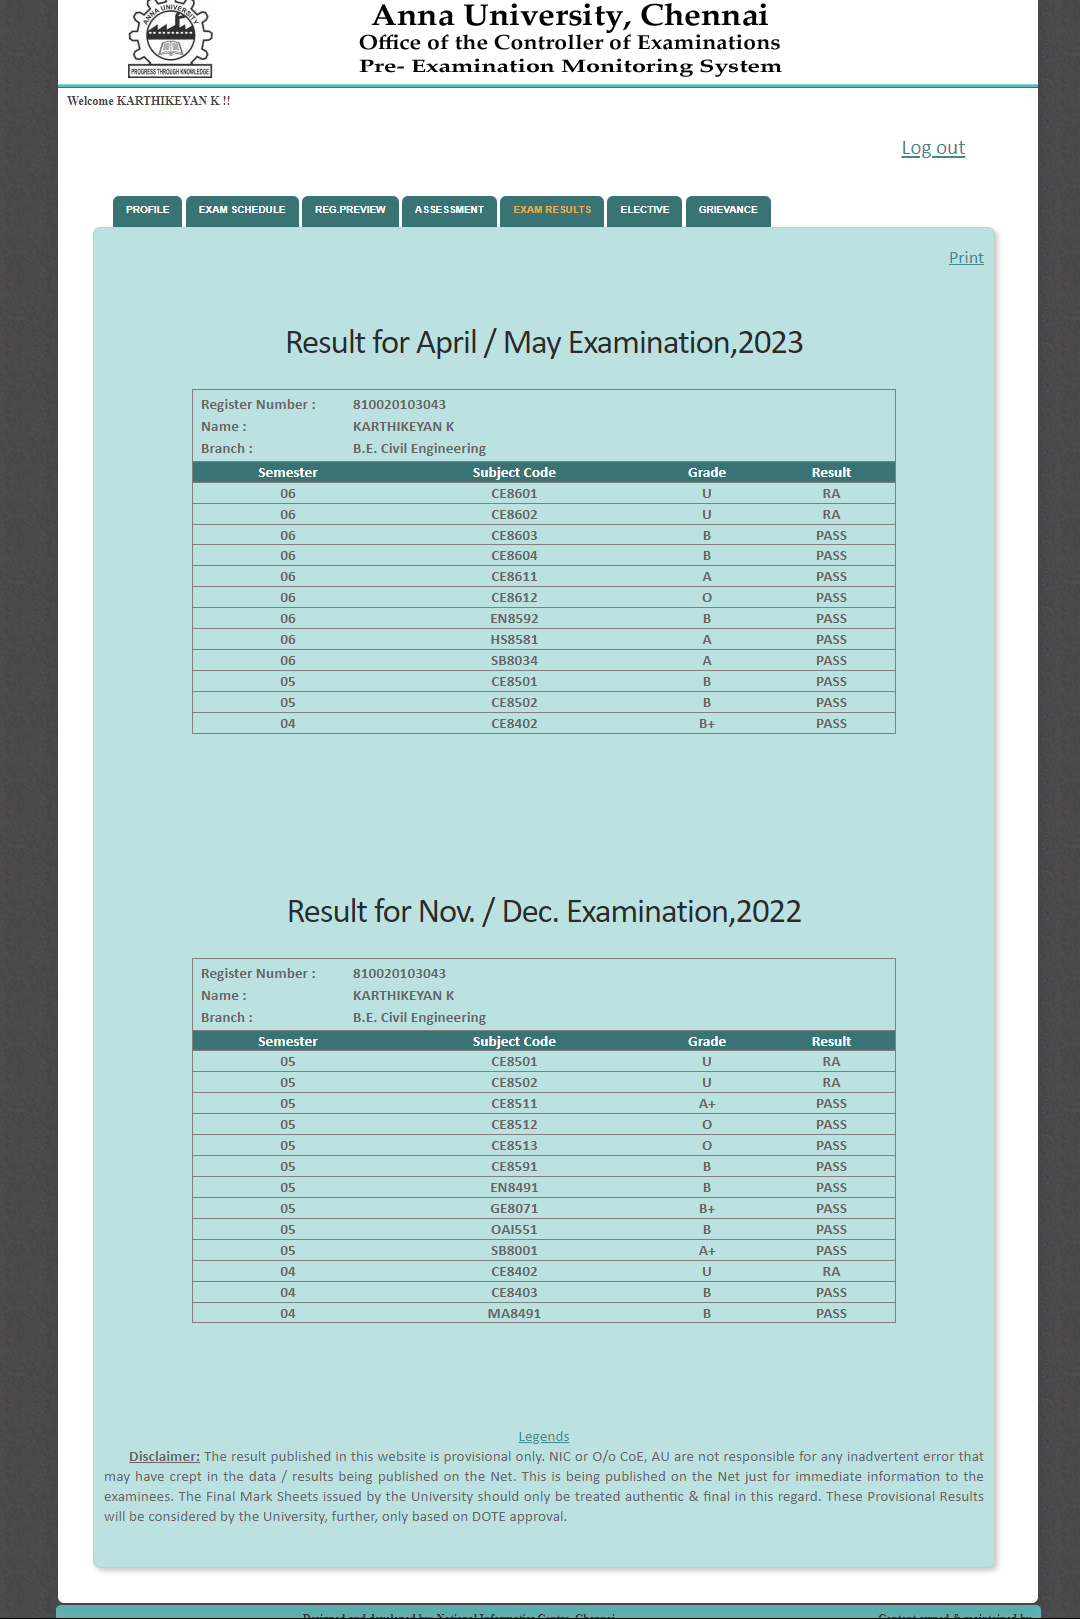 ANNA UNIVERSITY
PROGRESS THROUGH KNOWLEDGE
Anna University, Chennai
Office of the Controller of Examinations
Pre- Examination Monitoring System
Welcome KARTHIKEYAN K !!
Log out
PROFILE EXAM SCHEDULE REG.PREVIEW ASSESSMENT EXAM RESULTS ELECTIVE GRIEVANCE
Print
Result for April / May Examination,2023
Register Number : 810020103043
Name : KARTHIKEYAN K
Branch : B.E. Civil Engineering
Semester Subject Code Grade Result
06 CE8601 U RA
06 CE8602 U RA
06 CE8603 B PASS
06 CE8604 B PASS
06 CE8611 A PASS
06 CE8612 O PASS
06 EN8592 B PASS
06 HS8581 A PASS
06 SB8034 A PASS
05 CE8501 B PASS
05 CE8502 B PASS
04 CE8402 B+ PASS
Result for Nov. / Dec. Examination,2022
Register Number : 810020103043
Name : KARTHIKEYAN K
Branch : B.E. Civil Engineering
Semester Subject Code Grade Result
05 CE8501 U RA
05 CE8502 U RA
05 CE8511 A+ PASS
05 CE8512 O PASS
05 CE8513 O PASS
05 CE8591 B PASS
05 EN8491 B PASS
05 GE8071 B+ PASS
05 OAI551 B PASS
05 SB8001 A+ PASS
04 CE8402 U RA
04 CE8403 B PASS
04 MA8491 B PASS
Legends
Disclaimer: The result published in this website is provisional only. NIC or O/o CoE, AU are not responsible for any inadvertent error that
may have crept in the data / results being published on the Net. This is being published on the Net just for immediate information to the
examinees. The Final Mark Sheets issued by the University should only be treated authentic & final in this regard. These Provisional Results
will be considered by the University, further, only based on DOTE approval.
Designed and developed by: National Informatics Centre, Chennai Content owned & maintained by